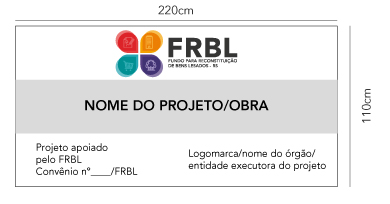 220cm
FRBL
FUNDO PARA RECONSTITUIÇÃO
DE BENS LESADOS - RS
NOME DO PROJETO/OBRA
110cm
Projeto apoiado
pelo FRBL
Convênio nº____/FRBL
Logomarca/nome do órgão/
entidade executora do projeto